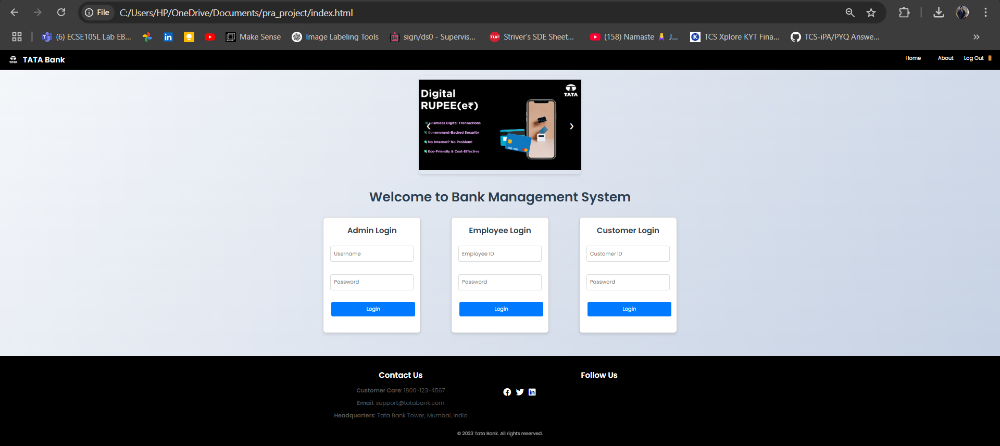 File C:/Users/HP/OneDrive/Documents/pra_project/index.html
(6) ECSE105L Lab EB... Make Sense Image Labeling Tools sign/ds0 - Supervis... TUF Striver's SDE Sheet... (158) Namaste 🙏 J... K TCS Xplore KYT Fina... TCS-iPA/PYQ Answe...
TATA TATA Bank Home About Log Out
TATA
Digital
RUPEE(e₹)
Seamless Digital Transactions
Government-Backed Security
No Internet? No Problem!
Eco-Friendly & Cost-Effective
Welcome to Bank Management System
Admin Login Employee Login Customer Login
Username Employee ID Customer ID
Password Password Password
Login Login Login
Contact Us Follow Us
Customer Care: 1800-123-4567
Email: support@tatabank.com
Headquarters: Tata Bank Tower, Mumbai, India
© 2023 Tata Bank. All rights reserved.